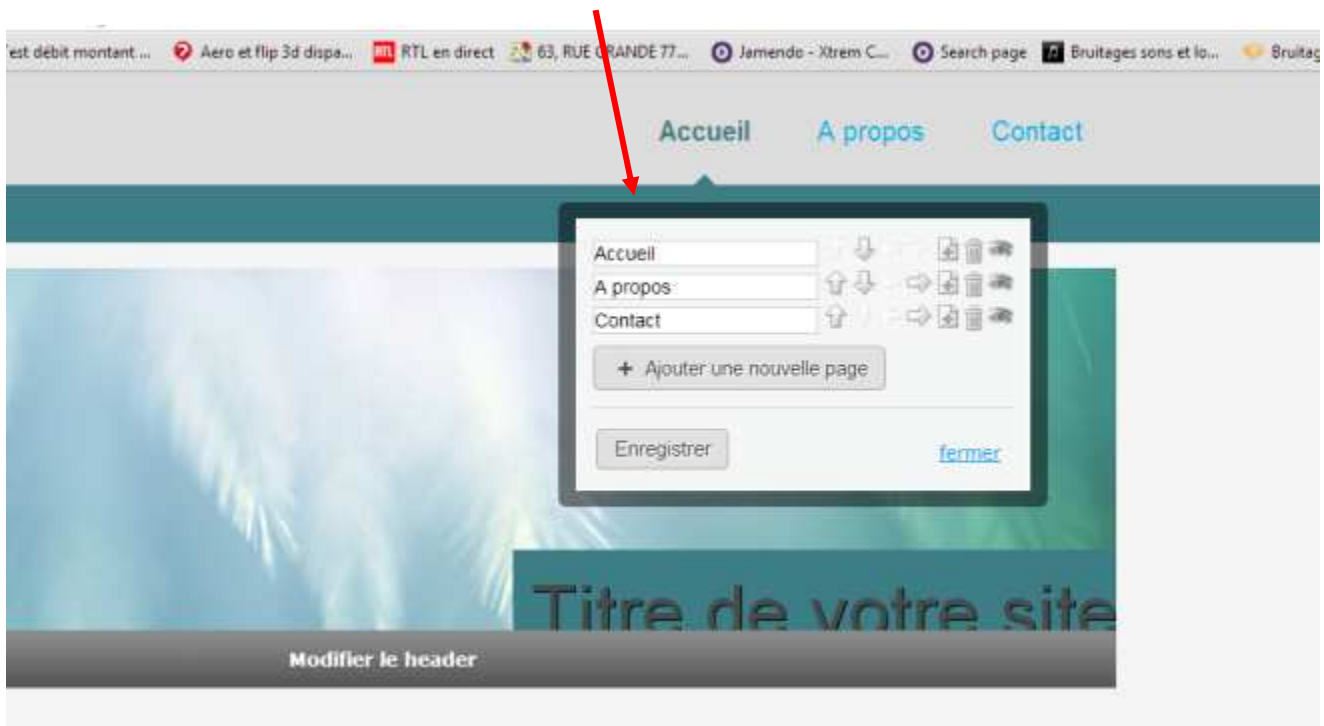 est débit montant ... Aero et flip 3d dispa... RTL en direct 63, RUE GRANDE 77... Jamendo - Xtrem C... Search page Bruitages sons et lo... Bruitag
Accueil A propos Contact
Accueil
A propos
Contact
+ Ajouter une nouvelle page
Enregistrer fermer
Titre de votre site
Modifier le header